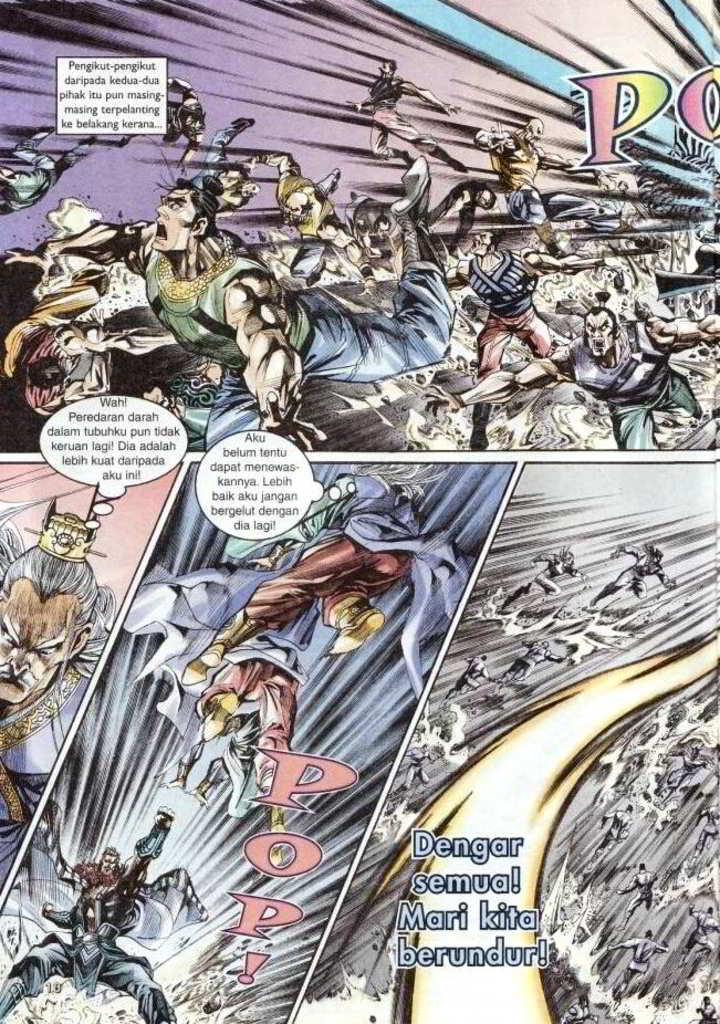 Pengikut-pengikut
daripada kedua-dua
pihak itu pun masing-
masing terpelanting
ke belakang kerana...
PO
Wah!
Peredaran darah
dalam tubuhku pun tidak
keruan lagi! Dia adalah
lebih kuat daripada
aku ini!
Aku
belum tentu
dapat menewas-
kannya. Lebih
baik aku jangan
bergelut dengan
dia lagi!
POP!
Dengar
semua!
Mari kita
berundur!
10